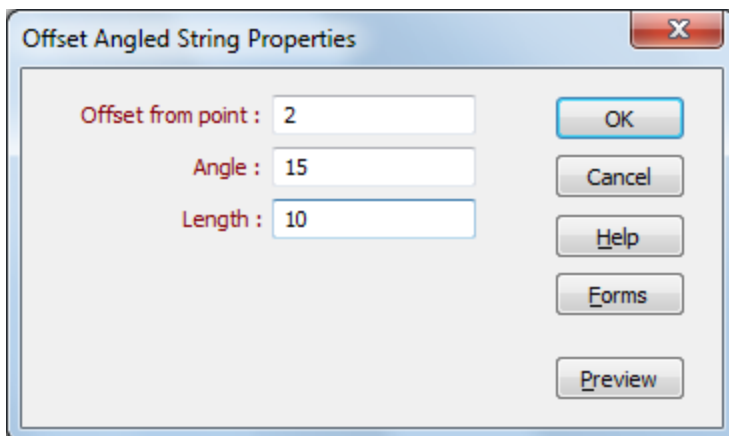 Offset Angled String Properties
Offset from point : 2
OK
Angle : 15
Cancel
Length : 10
Help
Forms
Preview